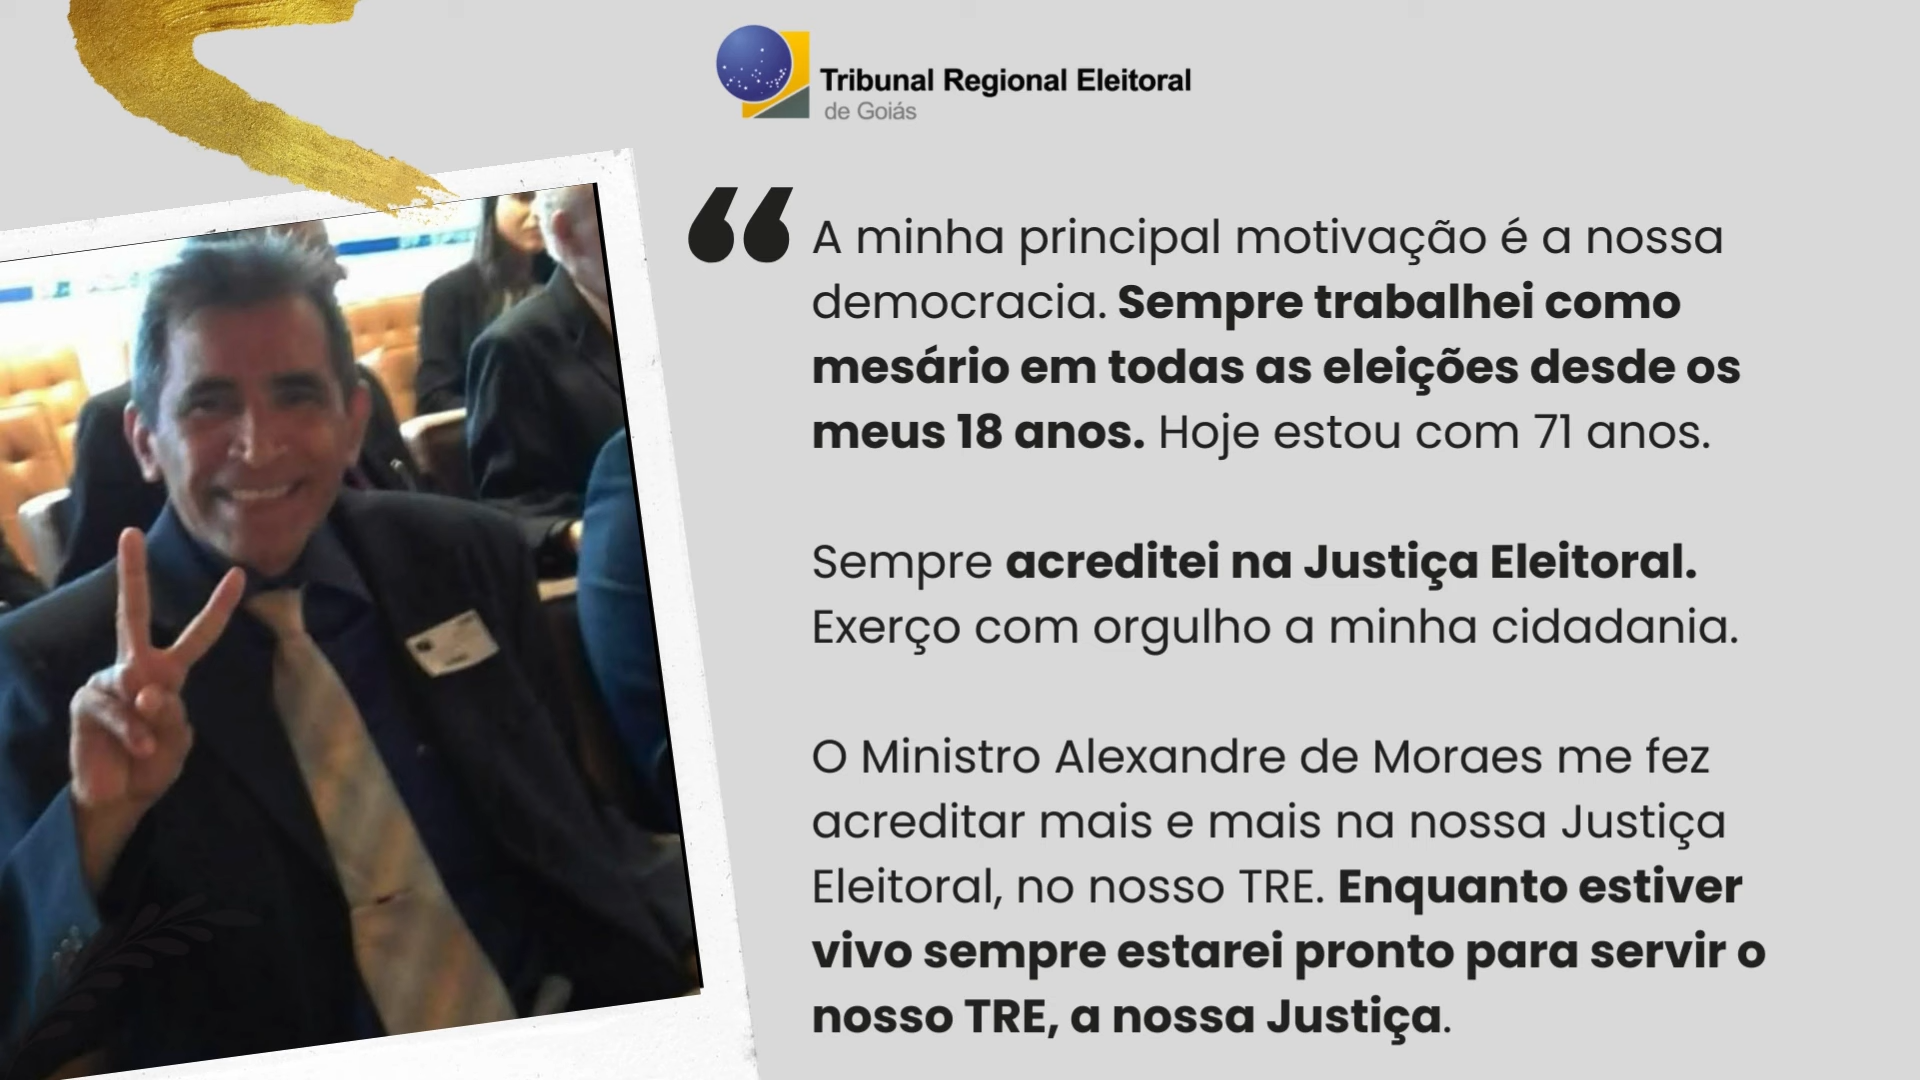 Tribunal Regional Eleitoral
de Goiás
“ A minha principal motivação é a nossa
democracia. Sempre trabalhei como
mesário em todas as eleições desde os
meus 18 anos. Hoje estou com 71 anos.
Sempre acreditei na Justiça Eleitoral.
Exerço com orgulho a minha cidadania.
O Ministro Alexandre de Moraes me fez
acreditar mais e mais na nossa Justiça
Eleitoral, no nosso TRE. Enquanto estiver
vivo sempre estarei pronto para servir o
nosso TRE, a nossa Justiça.